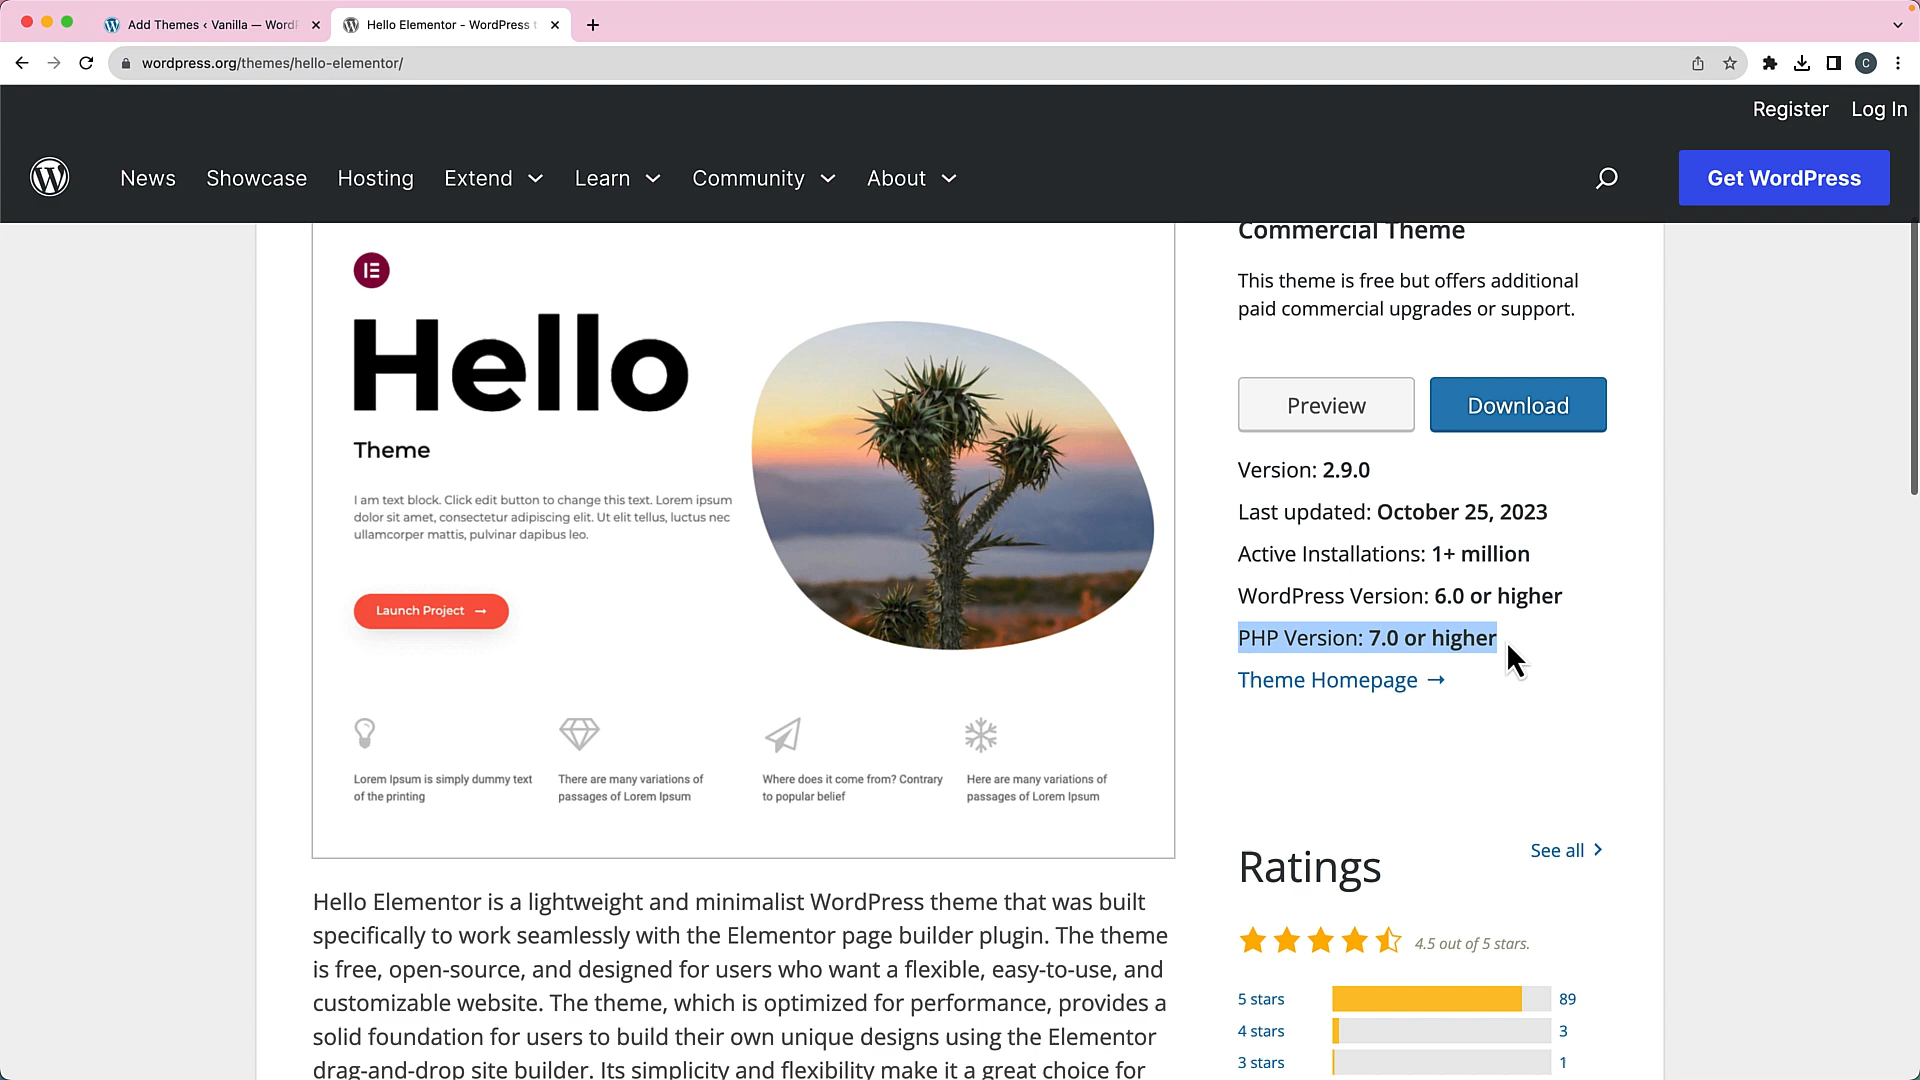 Add Themes ‹ Vanilla — WordP
Hello Elementor - WordPress t
wordpress.org/themes/hello-elementor/
C
Register
Log In
News
Showcase
Hosting
Extend
Learn
Community
About
Get WordPress
Commercial Theme
This theme is free but offers additional
paid commercial upgrades or support.
Preview
Download
Version: 2.9.0
Last updated: October 25, 2023
Active Installations: 1+ million
WordPress Version: 6.0 or higher
PHP Version: 7.0 or higher
Theme Homepage →
Hello
Theme
I am text block. Click edit button to change this text. Lorem ipsum
dolor sit amet, consectetur adipiscing elit. Ut elit tellus, luctus nec
ullamcorper mattis, pulvinar dapibus leo.
Launch Project →
Lorem Ipsum is simply dummy text
of the printing
There are many variations of
passages of Lorem Ipsum
Where does it come from? Contrary
to popular belief
Here are many variations of
passages of Lorem Ipsum
Hello Elementor is a lightweight and minimalist WordPress theme that was built
specifically to work seamlessly with the Elementor page builder plugin. The theme
is free, open-source, and designed for users who want a flexible, easy-to-use, and
customizable website. The theme, which is optimized for performance, provides a
solid foundation for users to build their own unique designs using the Elementor
drag-and-drop site builder. Its simplicity and flexibility make it a great choice for
Ratings
See all
4.5 out of 5 stars.
5 stars 89
4 stars 3
3 stars 1